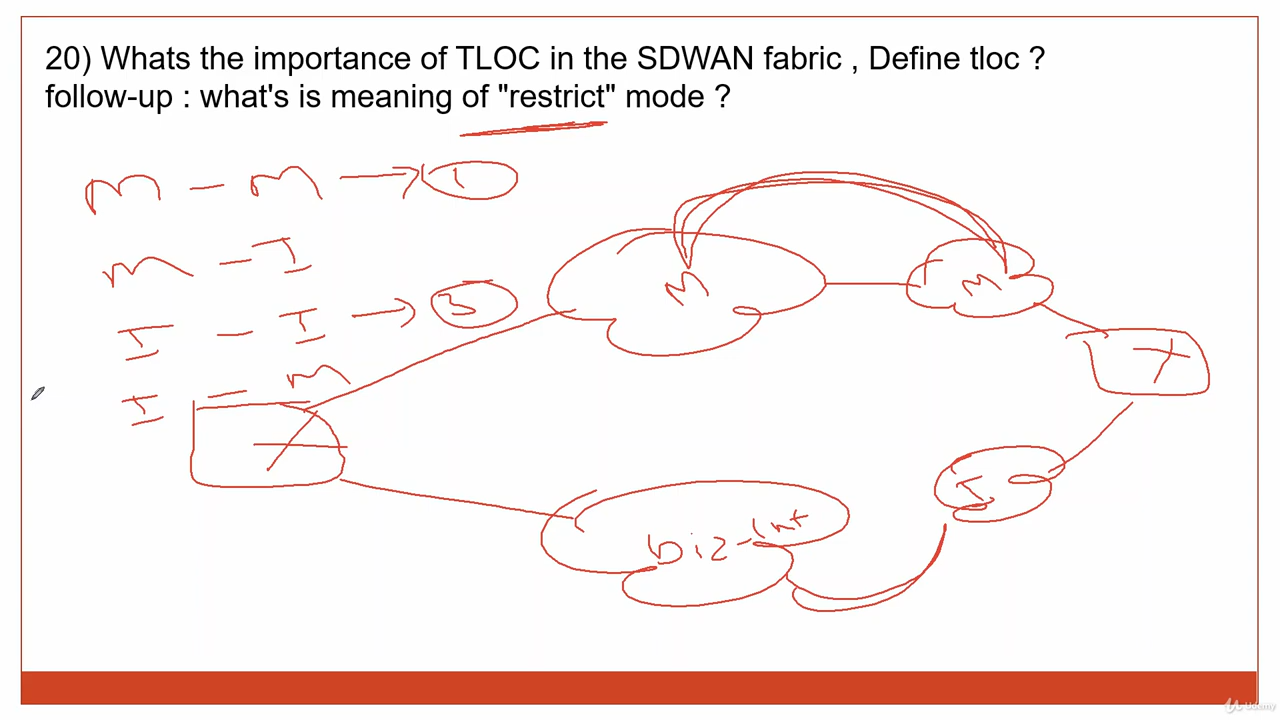 20) Whats the importance of TLOC in the SDWAN fabric , Define tloc ?
follow-up : what's is meaning of "restrict" mode ?
m - m → 1
m - I
I - I → 3
I - m
M
M
I
biz-Int
Udemy